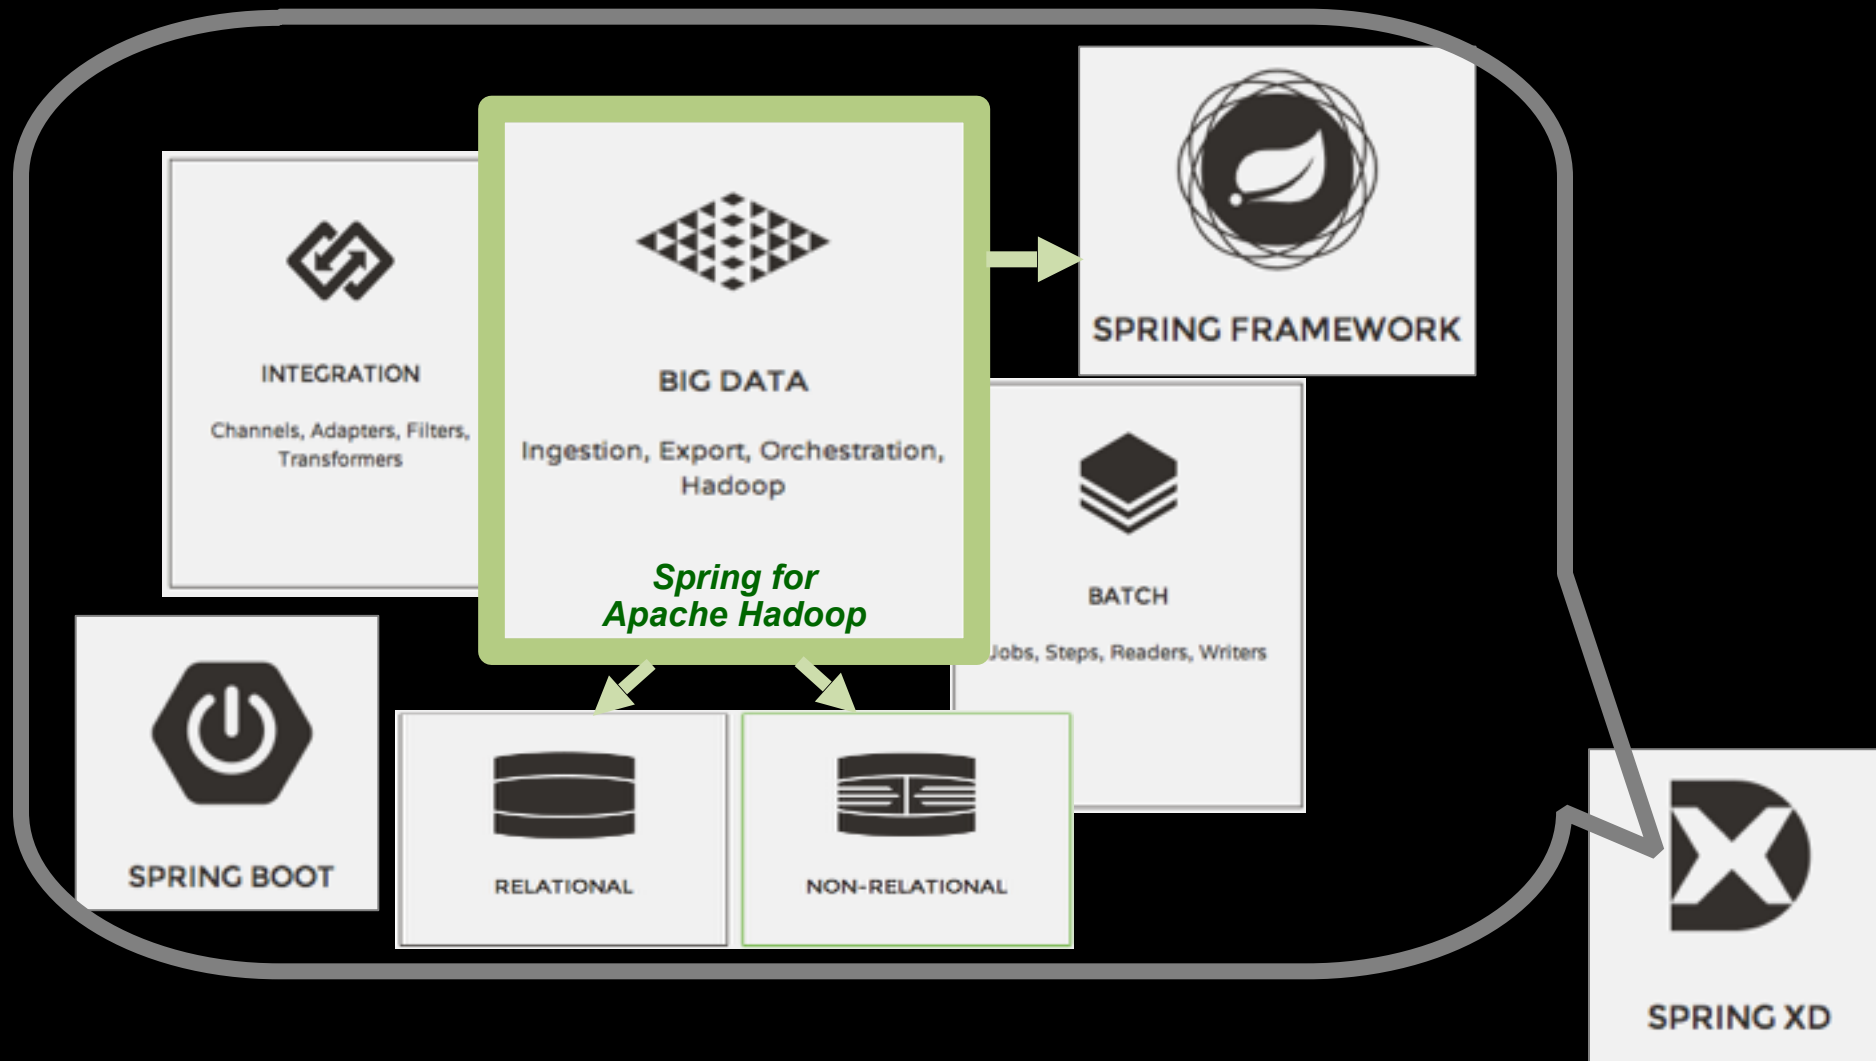 SPRING FRAMEWORK
INTEGRATION
Channels, Adapters, Filters,
Transformers
BIG DATA
Ingestion, Export, Orchestration,
Hadoop
Spring for
Apache Hadoop
BATCH
Jobs, Steps, Readers, Writers
SPRING BOOT
RELATIONAL
NON-RELATIONAL
SPRING XD